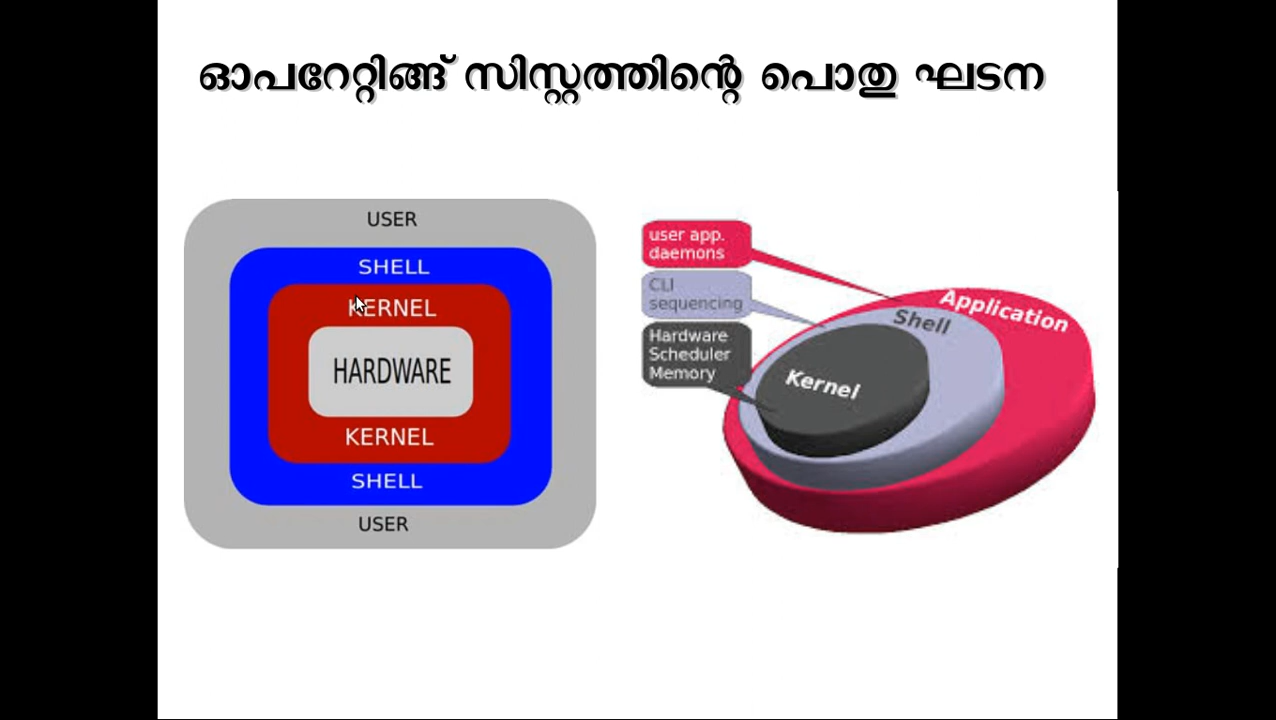 ഓപറേറ്റിങ്ങ് സിസ്റ്റത്തിന്റെ പൊതു ഘടന
USER
SHELL
KERNEL
HARDWARE
KERNEL
SHELL
USER
user app.
daemons
CLI
sequencing
Hardware
Scheduler
Memory
Application
Shell
Kernel